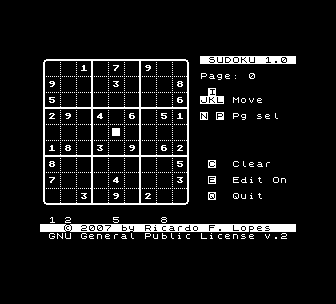 SUDOKU 1.0
Page: 0
I
JKL Move
N P Pg sel
C Clear
E Edit On
Q Quit
1 7 9
9 3 8
5 6
2 9 4 6 5 1
1 8 3 9 6 2
8 5
7 4 3
3 9 2
1 2 5 8
© 2007 by Ricardo F. Lopes
GNU General Public License v.2